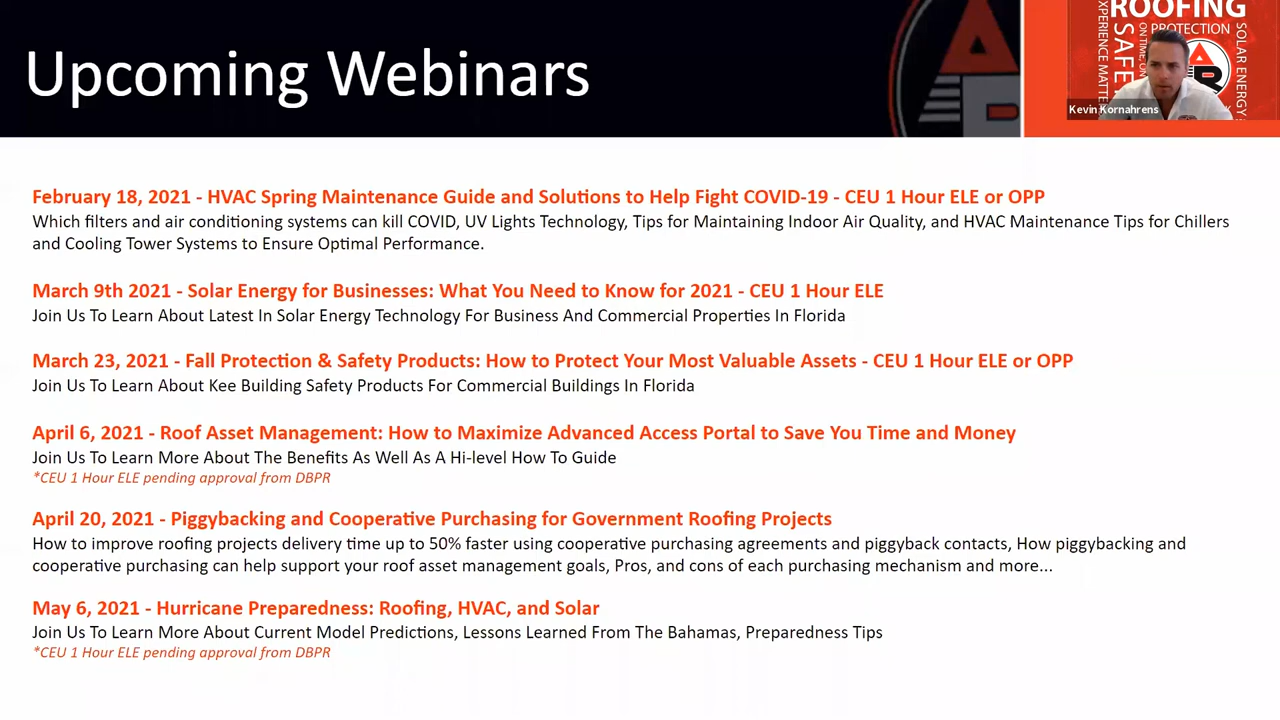 Upcoming Webinars
ROOFING
PROTECTION
SAFE
SOLAR ENERGY
Kevin Kornahrens
February 18, 2021 - HVAC Spring Maintenance Guide and Solutions to Help Fight COVID-19 - CEU 1 Hour ELE or OPP
Which filters and air conditioning systems can kill COVID, UV Lights Technology, Tips for Maintaining Indoor Air Quality, and HVAC Maintenance Tips for Chillers
and Cooling Tower Systems to Ensure Optimal Performance.
March 9th 2021 - Solar Energy for Businesses: What You Need to Know for 2021 - CEU 1 Hour ELE
Join Us To Learn About Latest In Solar Energy Technology For Business And Commercial Properties In Florida
March 23, 2021 - Fall Protection & Safety Products: How to Protect Your Most Valuable Assets - CEU 1 Hour ELE or OPP
Join Us To Learn About Kee Building Safety Products For Commercial Buildings In Florida
April 6, 2021 - Roof Asset Management: How to Maximize Advanced Access Portal to Save You Time and Money
Join Us To Learn More About The Benefits As Well As A Hi-level How To Guide
*CEU 1 Hour ELE pending approval from DBPR
April 20, 2021 - Piggybacking and Cooperative Purchasing for Government Roofing Projects
How to improve roofing projects delivery time up to 50% faster using cooperative purchasing agreements and piggyback contacts, How piggybacking and
cooperative purchasing can help support your roof asset management goals, Pros, and cons of each purchasing mechanism and more...
May 6, 2021 - Hurricane Preparedness: Roofing, HVAC, and Solar
Join Us To Learn More About Current Model Predictions, Lessons Learned From The Bahamas, Preparedness Tips
*CEU 1 Hour ELE pending approval from DBPR